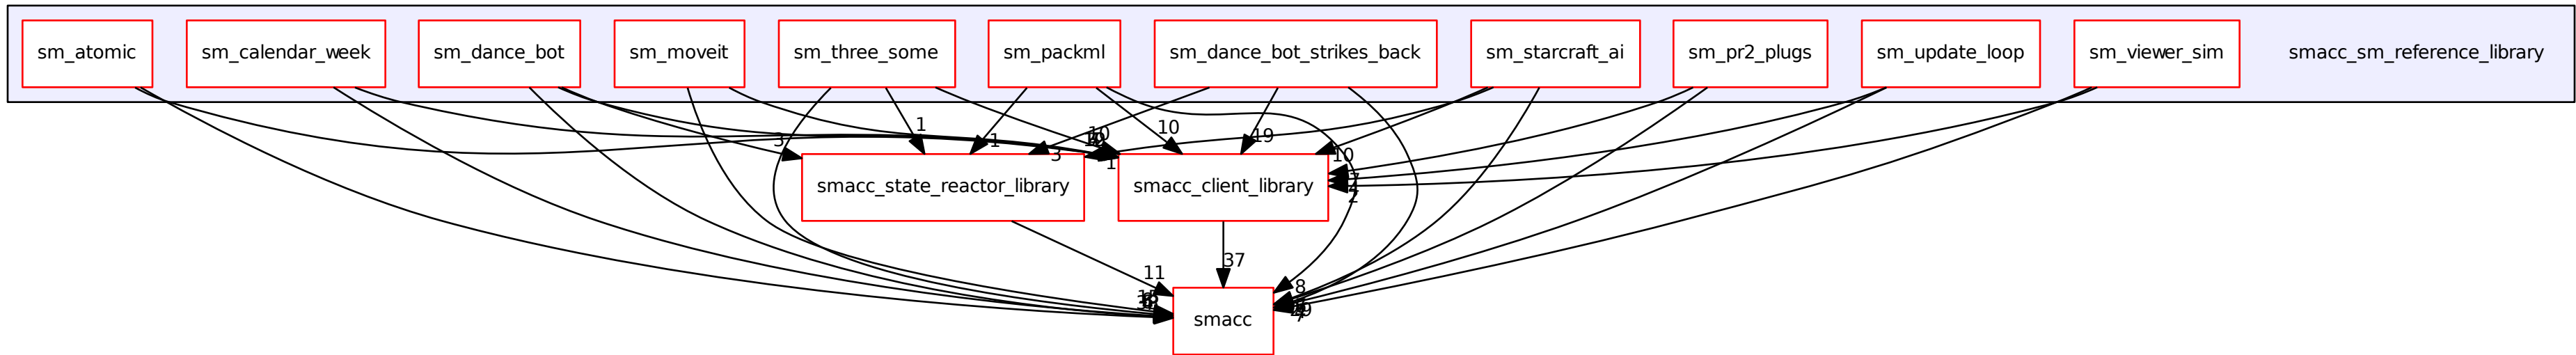 sm_atomic
sm_calendar_week
sm_dance_bot
sm_moveit
sm_three_some
sm_packml
sm_dance_bot_strikes_back
sm_starcraft_ai
sm_pr2_plugs
sm_update_loop
sm_viewer_sim
smacc_sm_reference_library
1
10
10
19
3
1
3
1
10
2
smacc_state_reactor_library
smacc_client_library
37
11
8
7
smacc